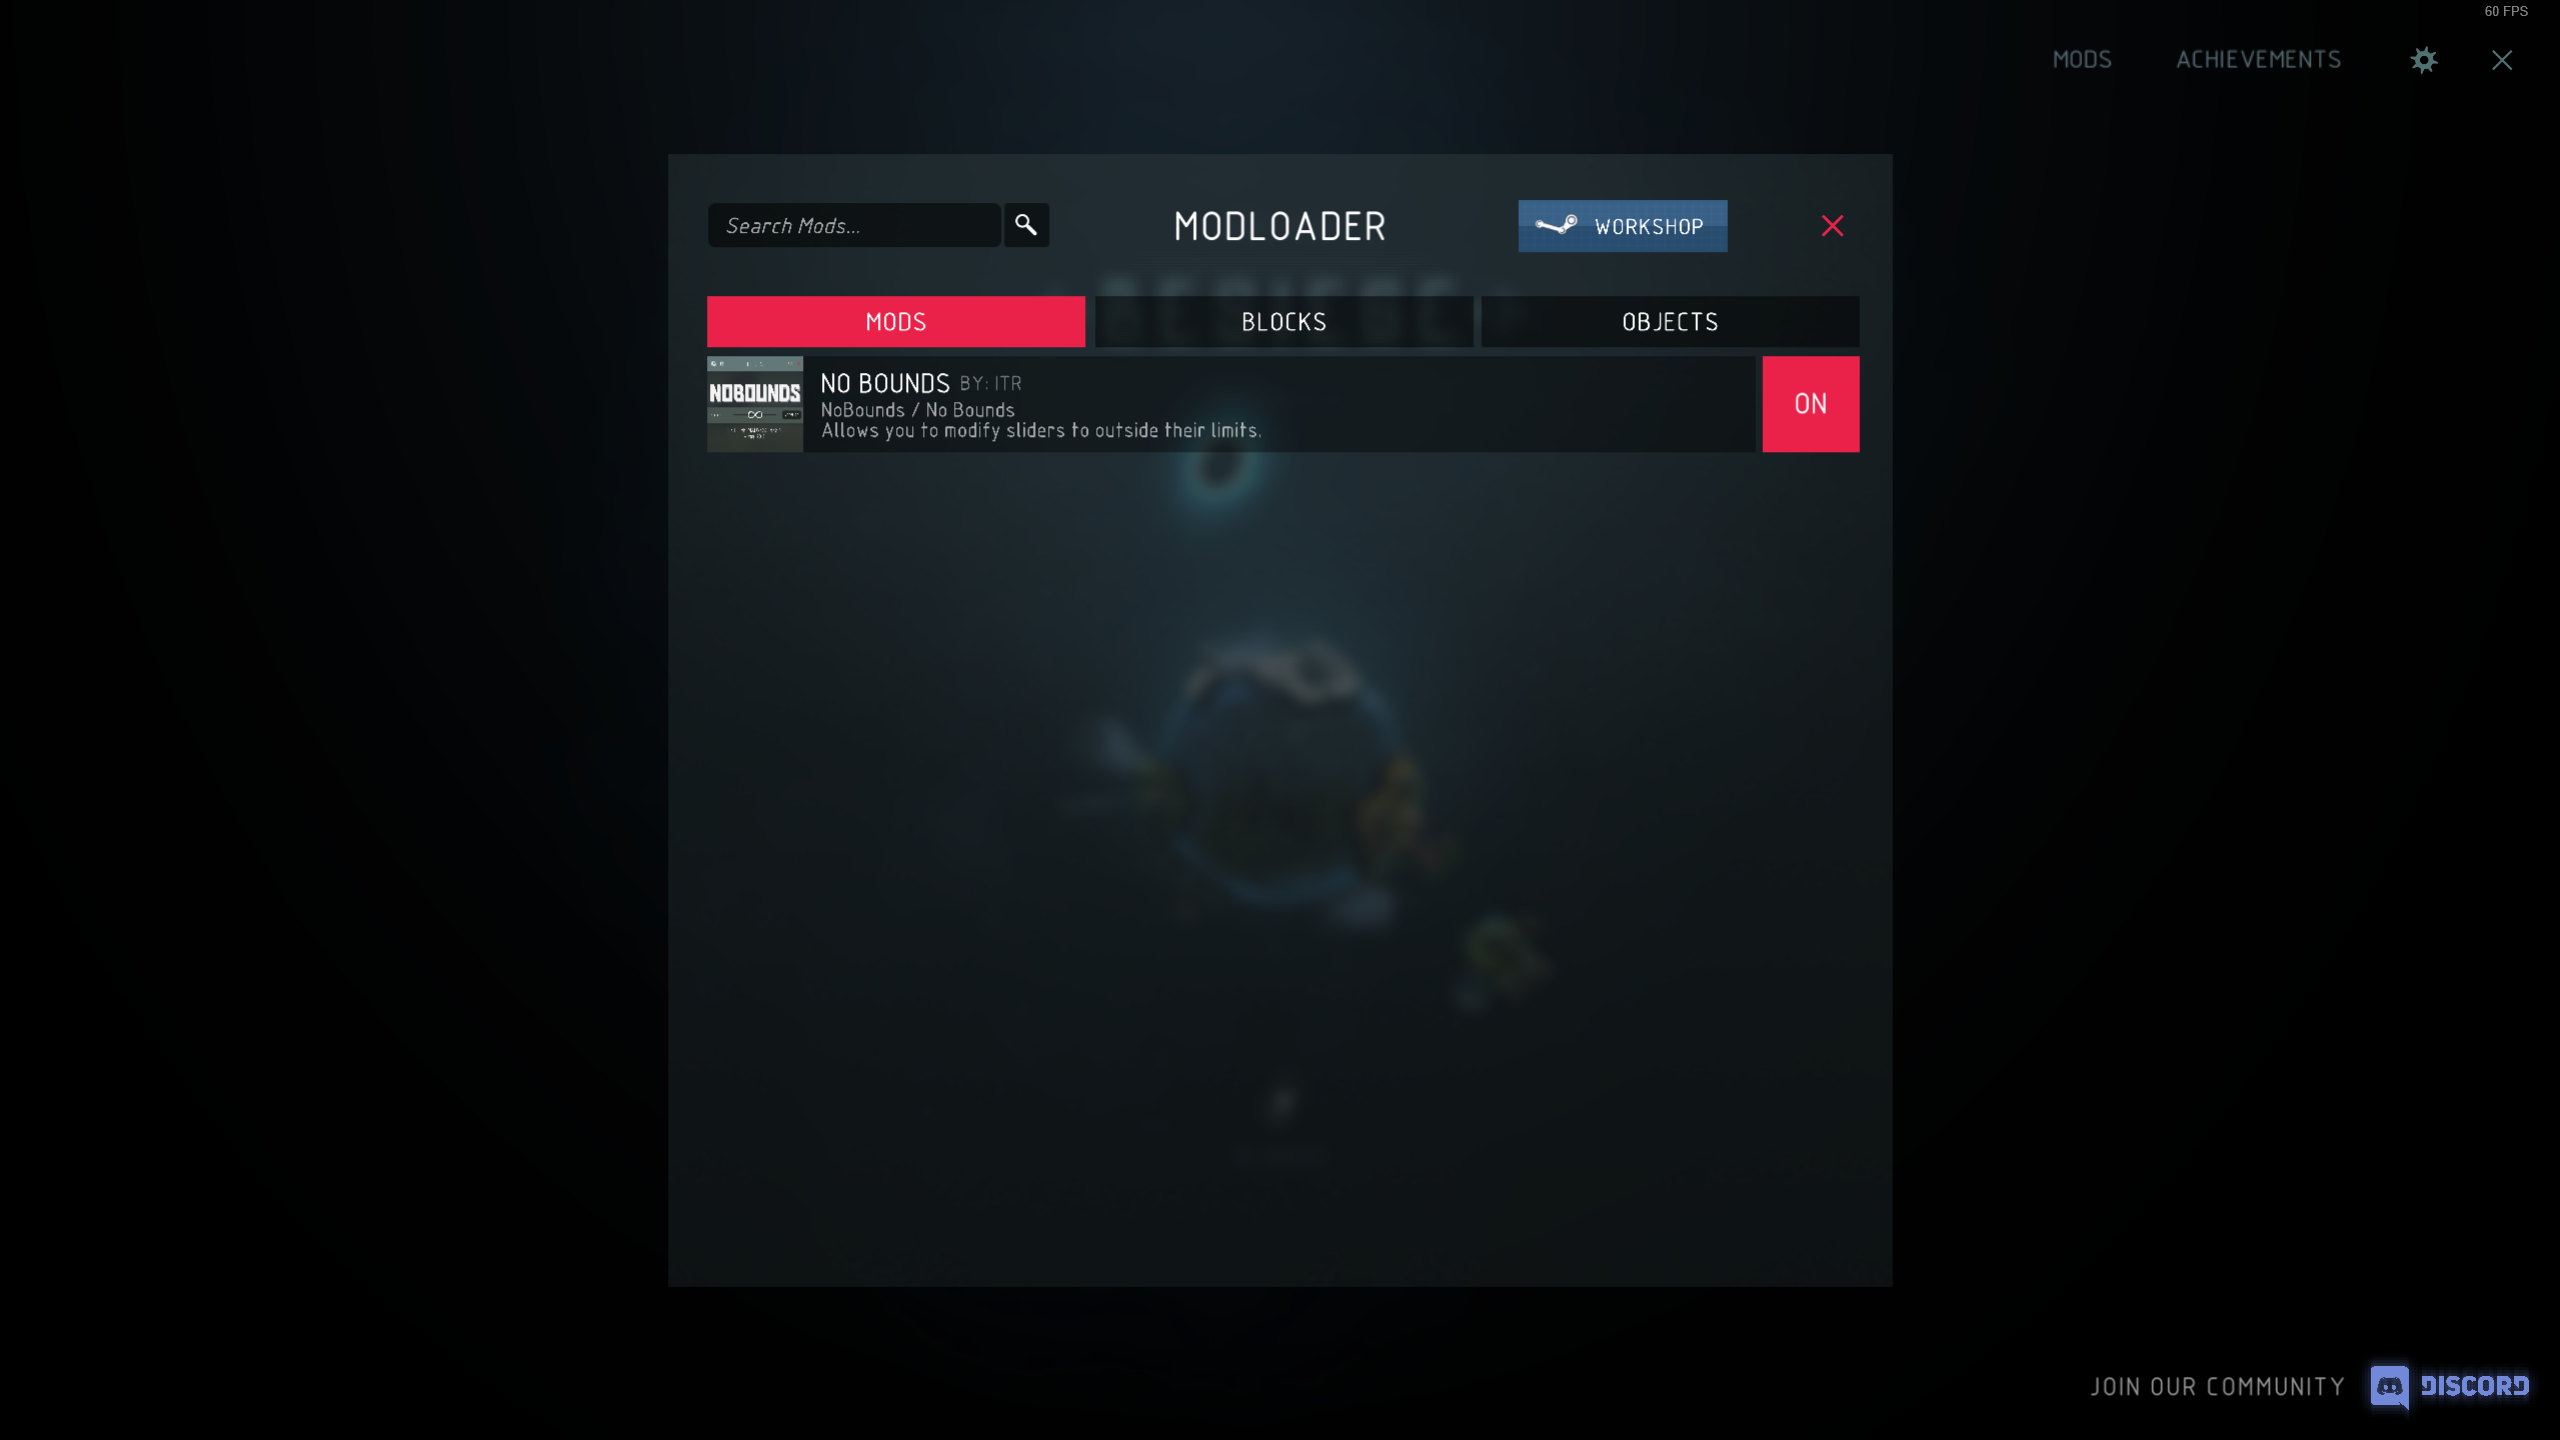 60 FPS
MODS ACHIEVEMENTS
Search Mods...
MODLOADER
WORKSHOP
MODS BLOCKS OBJECTS
NOBOUNDS
NO BOUNDS BY: ITR
NoBounds / No Bounds
Allows you to modify sliders to outside their limits.
ON
JOIN OUR COMMUNITY DISCORD